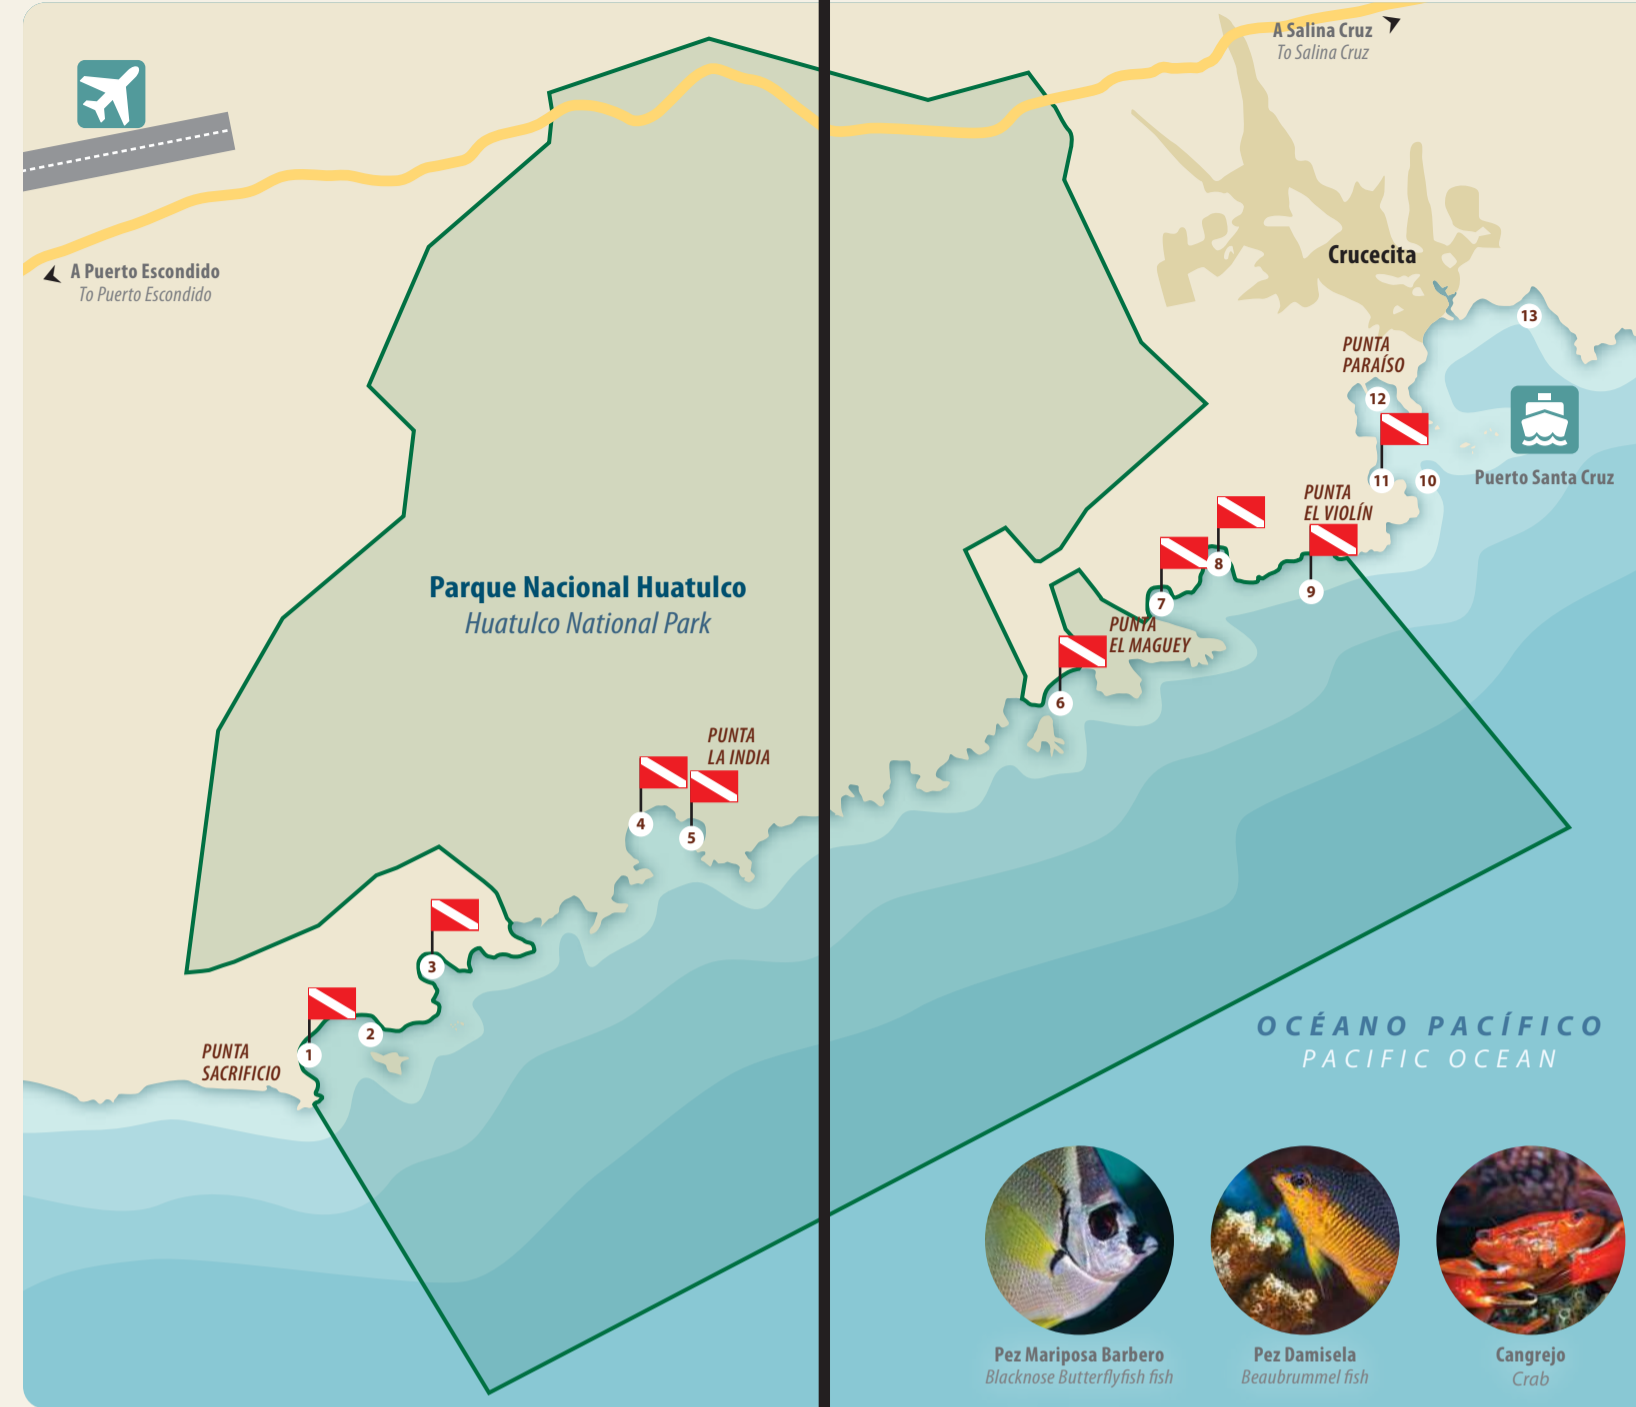 A Salina Cruz
To Salina Cruz
A Puerto Escondido
To Puerto Escondido
Crucecita
13
PUNTA
PARAÍSO
12
11
10
Puerto Santa Cruz
PUNTA
EL VIOLÍN
9
8
7
PUNTA
EL MAGUEY
6
Parque Nacional Huatulco
Huatulco National Park
PUNTA
LA INDIA
4
5
3
2
1
PUNTA
SACRIFICIO
OCÉANO PACÍFICO
PACIFIC OCEAN
Pez Mariposa Barbero
Blacknose Butterflyfish fish
Pez Damisela
Beaubrummel fish
Cangrejo
Crab